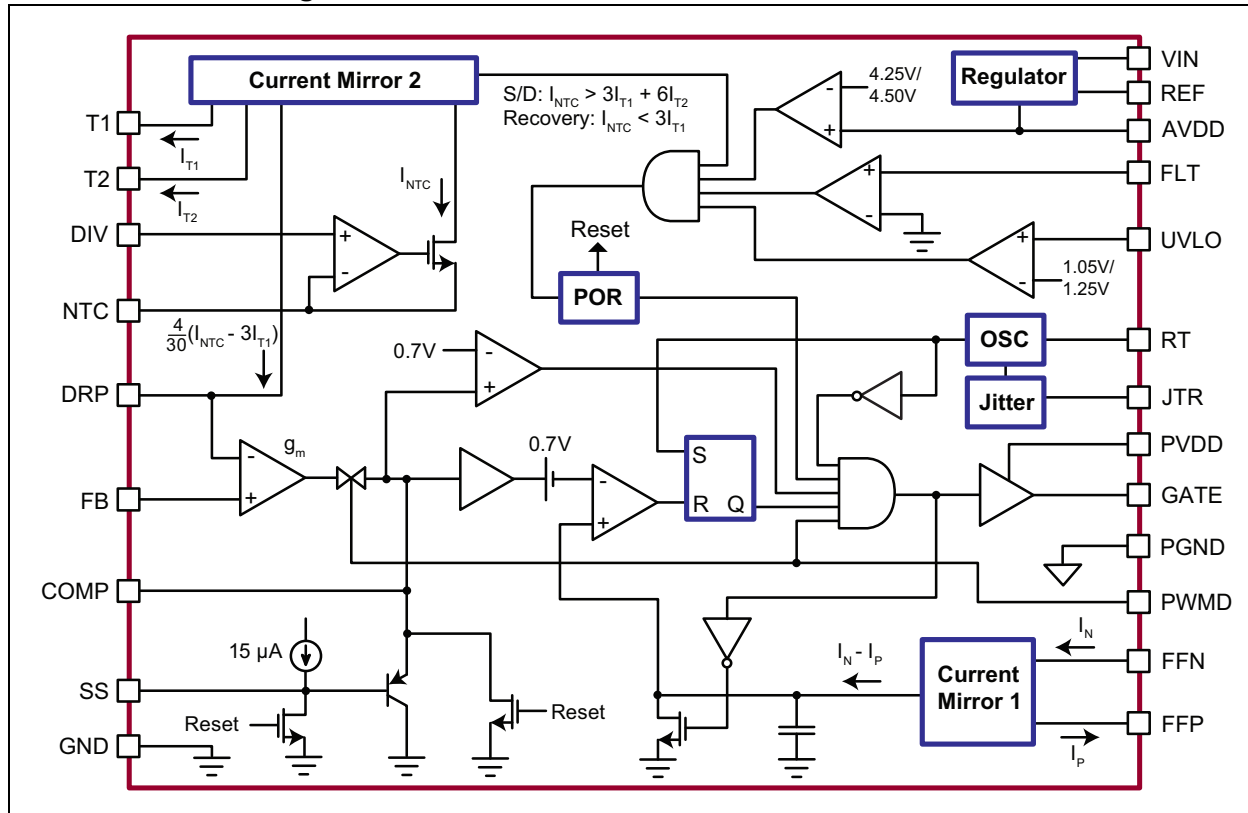 Current Mirror 2
S/D: I_NTC > 3I_T1 + 6I_T2
Recovery: I_NTC < 3I_T1
4.25V/
4.50V
-
+
Regulator
VIN
REF
AVDD
T1
I_T1
T2
I_T2
I_NTC
+
-
FLT
DIV
+
-
Reset
+
-
UVLO
1.05V/
1.25V
POR
NTC
4/30(I_NTC - 3I_T1)
0.7V
-
+
OSC
RT
Jitter
JTR
DRP
g_m
-
+
0.7V
-
+
S
R Q
PVDD
FB
GATE
PGND
COMP
PWMD
15 µA
I_N - I_P
I_N
Current
Mirror 1
FFN
SS
Reset
Reset
FFP
I_P
GND